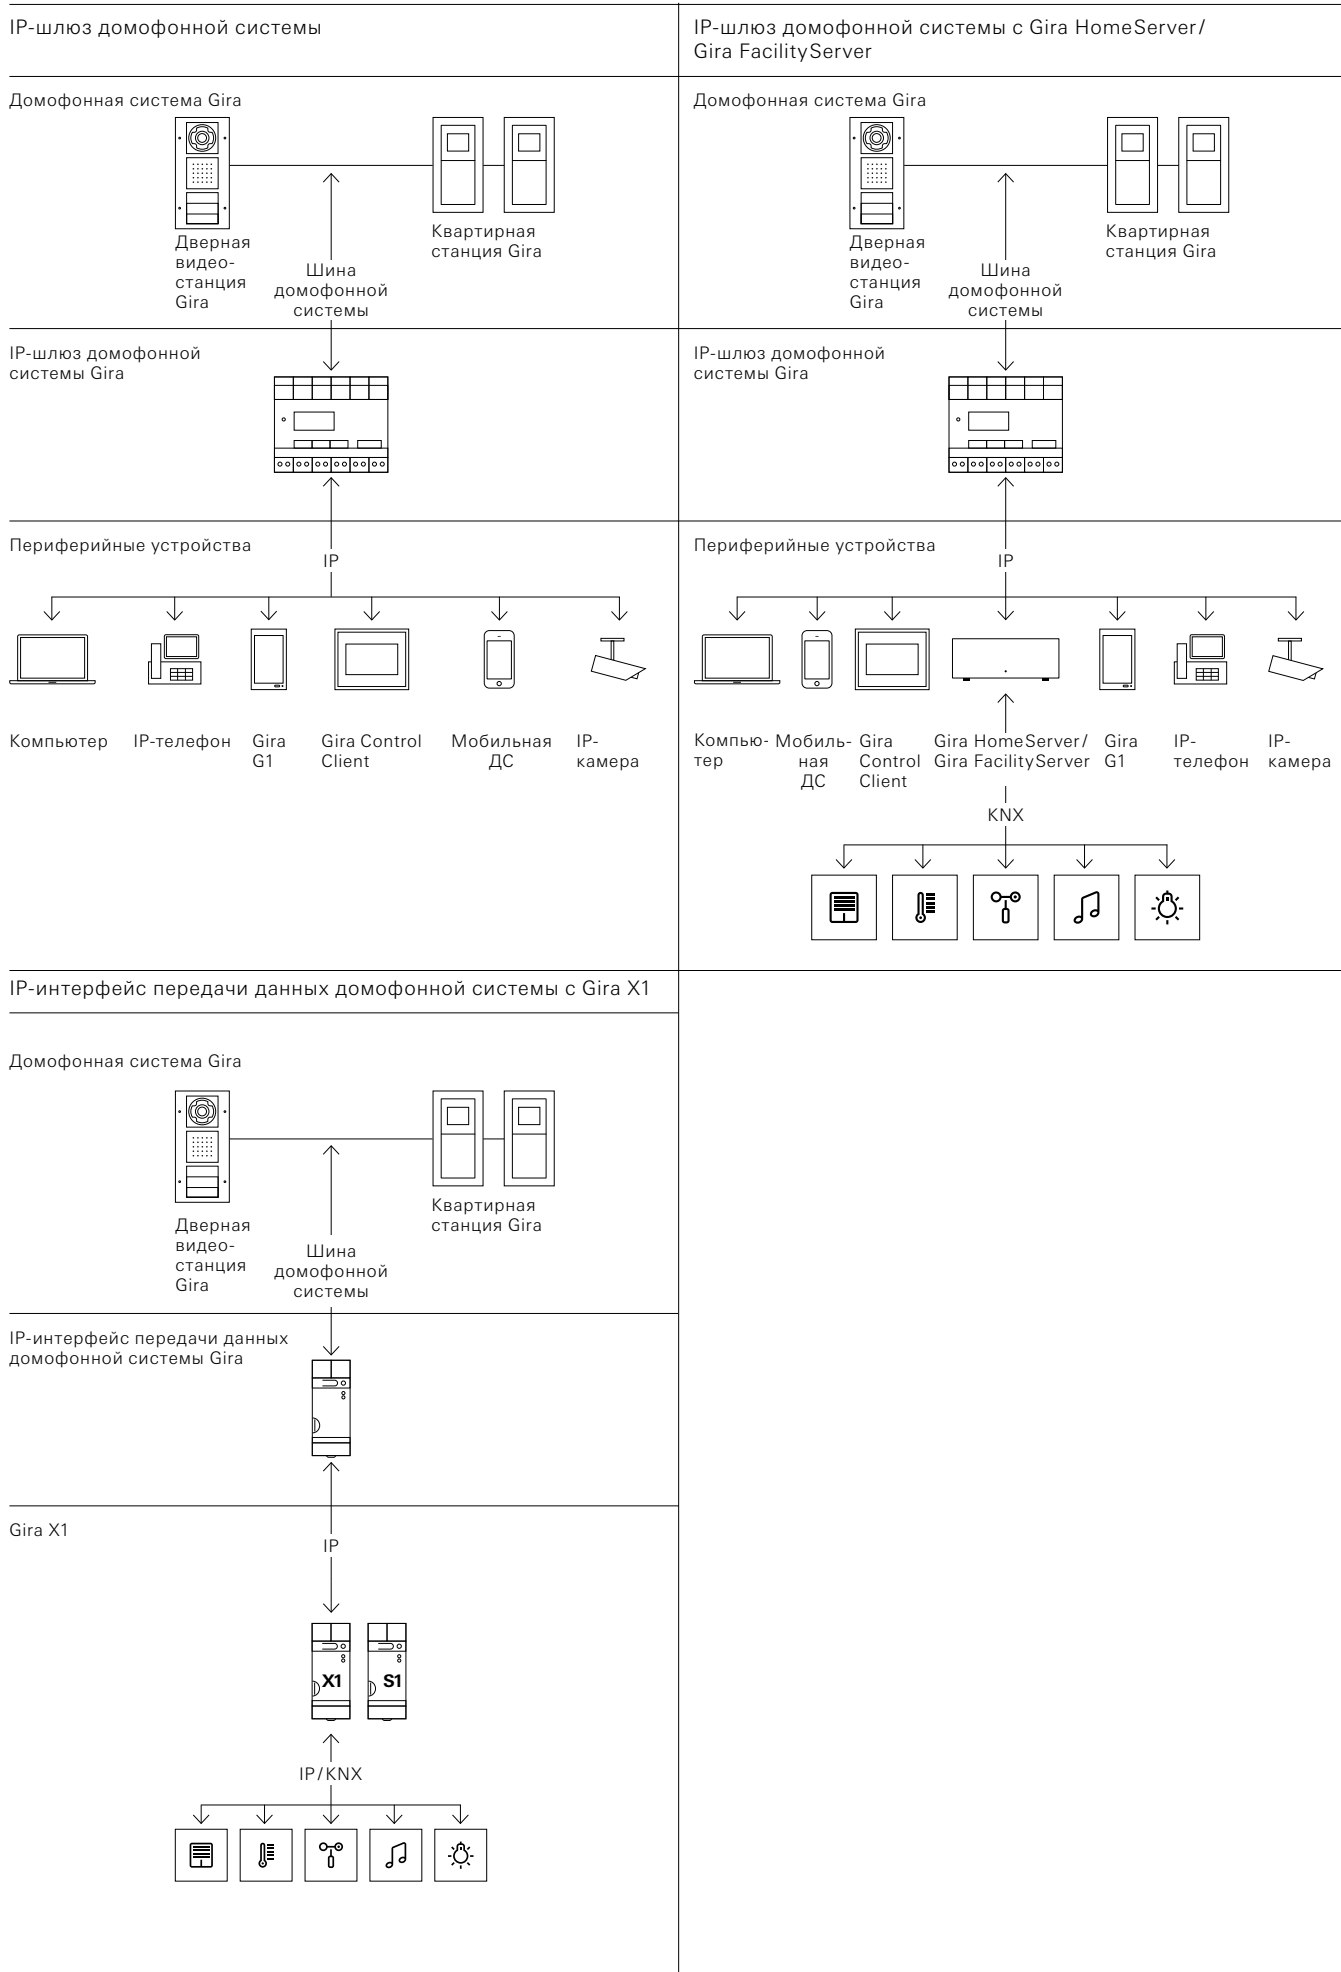 IP-шлюз домофонной системы
Домофонная система Gira
Дверная
видео-
станция
Gira
Шина
домофонной
системы
Квартирная
станция Gira
IP-шлюз домофонной
системы Gira
Периферийные устройства
IP
Компьютер
IP-телефон
Gira
G1
Gira Control
Client
Мобильная
ДС
IP-
камера
IP-шлюз домофонной системы с Gira HomeServer/
Gira FacilityServer
Домофонная система Gira
Дверная
видео-
станция
Gira
Шина
домофонной
системы
Квартирная
станция Gira
IP-шлюз домофонной
системы Gira
Периферийные устройства
IP
Компью-
тер
Мобиль-
ная
ДС
Gira
Control
Client
Gira HomeServer/
Gira FacilityServer
Gira
G1
IP-
телефон
IP-
камера
KNX
IP-интерфейс передачи данных домофонной системы с Gira X1
Домофонная система Gira
Дверная
видео-
станция
Gira
Шина
домофонной
системы
Квартирная
станция Gira
IP-интерфейс передачи данных
домофонной системы Gira
Gira X1
IP
X1
S1
IP/KNX